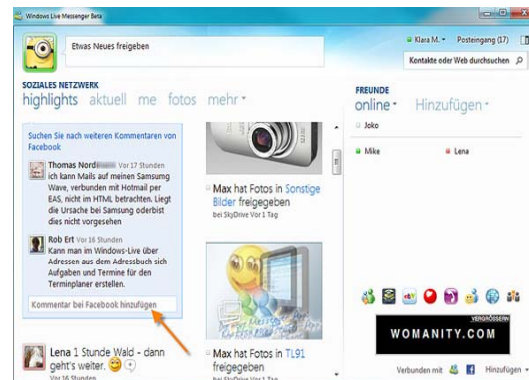 Windows Live Messenger Beta
Etwas Neues freigeben
Klara M. Posteingang (17)
Kontakte oder Web durchsuchen
SOZIALES NETZWERK
highlights aktuell me fotos mehr
Suchen Sie nach weiteren Kommentaren von
Facebook
Thomas Nordi Vor 17 Stunden
ich kann Mails auf meinen Samsumg
Wave, verbunden mit Hotmail per
EAS, nicht im HTML betrachten. Liegt
die Ursache bei Samsung oderbist
dies nicht vorgesehen
Rob Ert Vor 16 Stunden
Kann man im Windows-Live über
Adressen aus dem Adressbuch sich
Aufgaben und Termine für den
Terminplaner erstellen.
Kommentar bei Facebook hinzufügen
Lena 1 Stunde Wald - dann
geht's weiter.
Vor 16 Stunden
Max hat Fotos in Sonstige
Bilder freigegeben
bei SkyDrive Vor 1 Tag
Max hat Fotos in TL91
freigegeben
bei SkyDrive Vor 1 Tag
FREUNDE
online Hinzufügen
Joko
Mike Lena
eBY
VERGRÖSSERN
WOMANITY.COM
Verbunden mit Hinzufügen